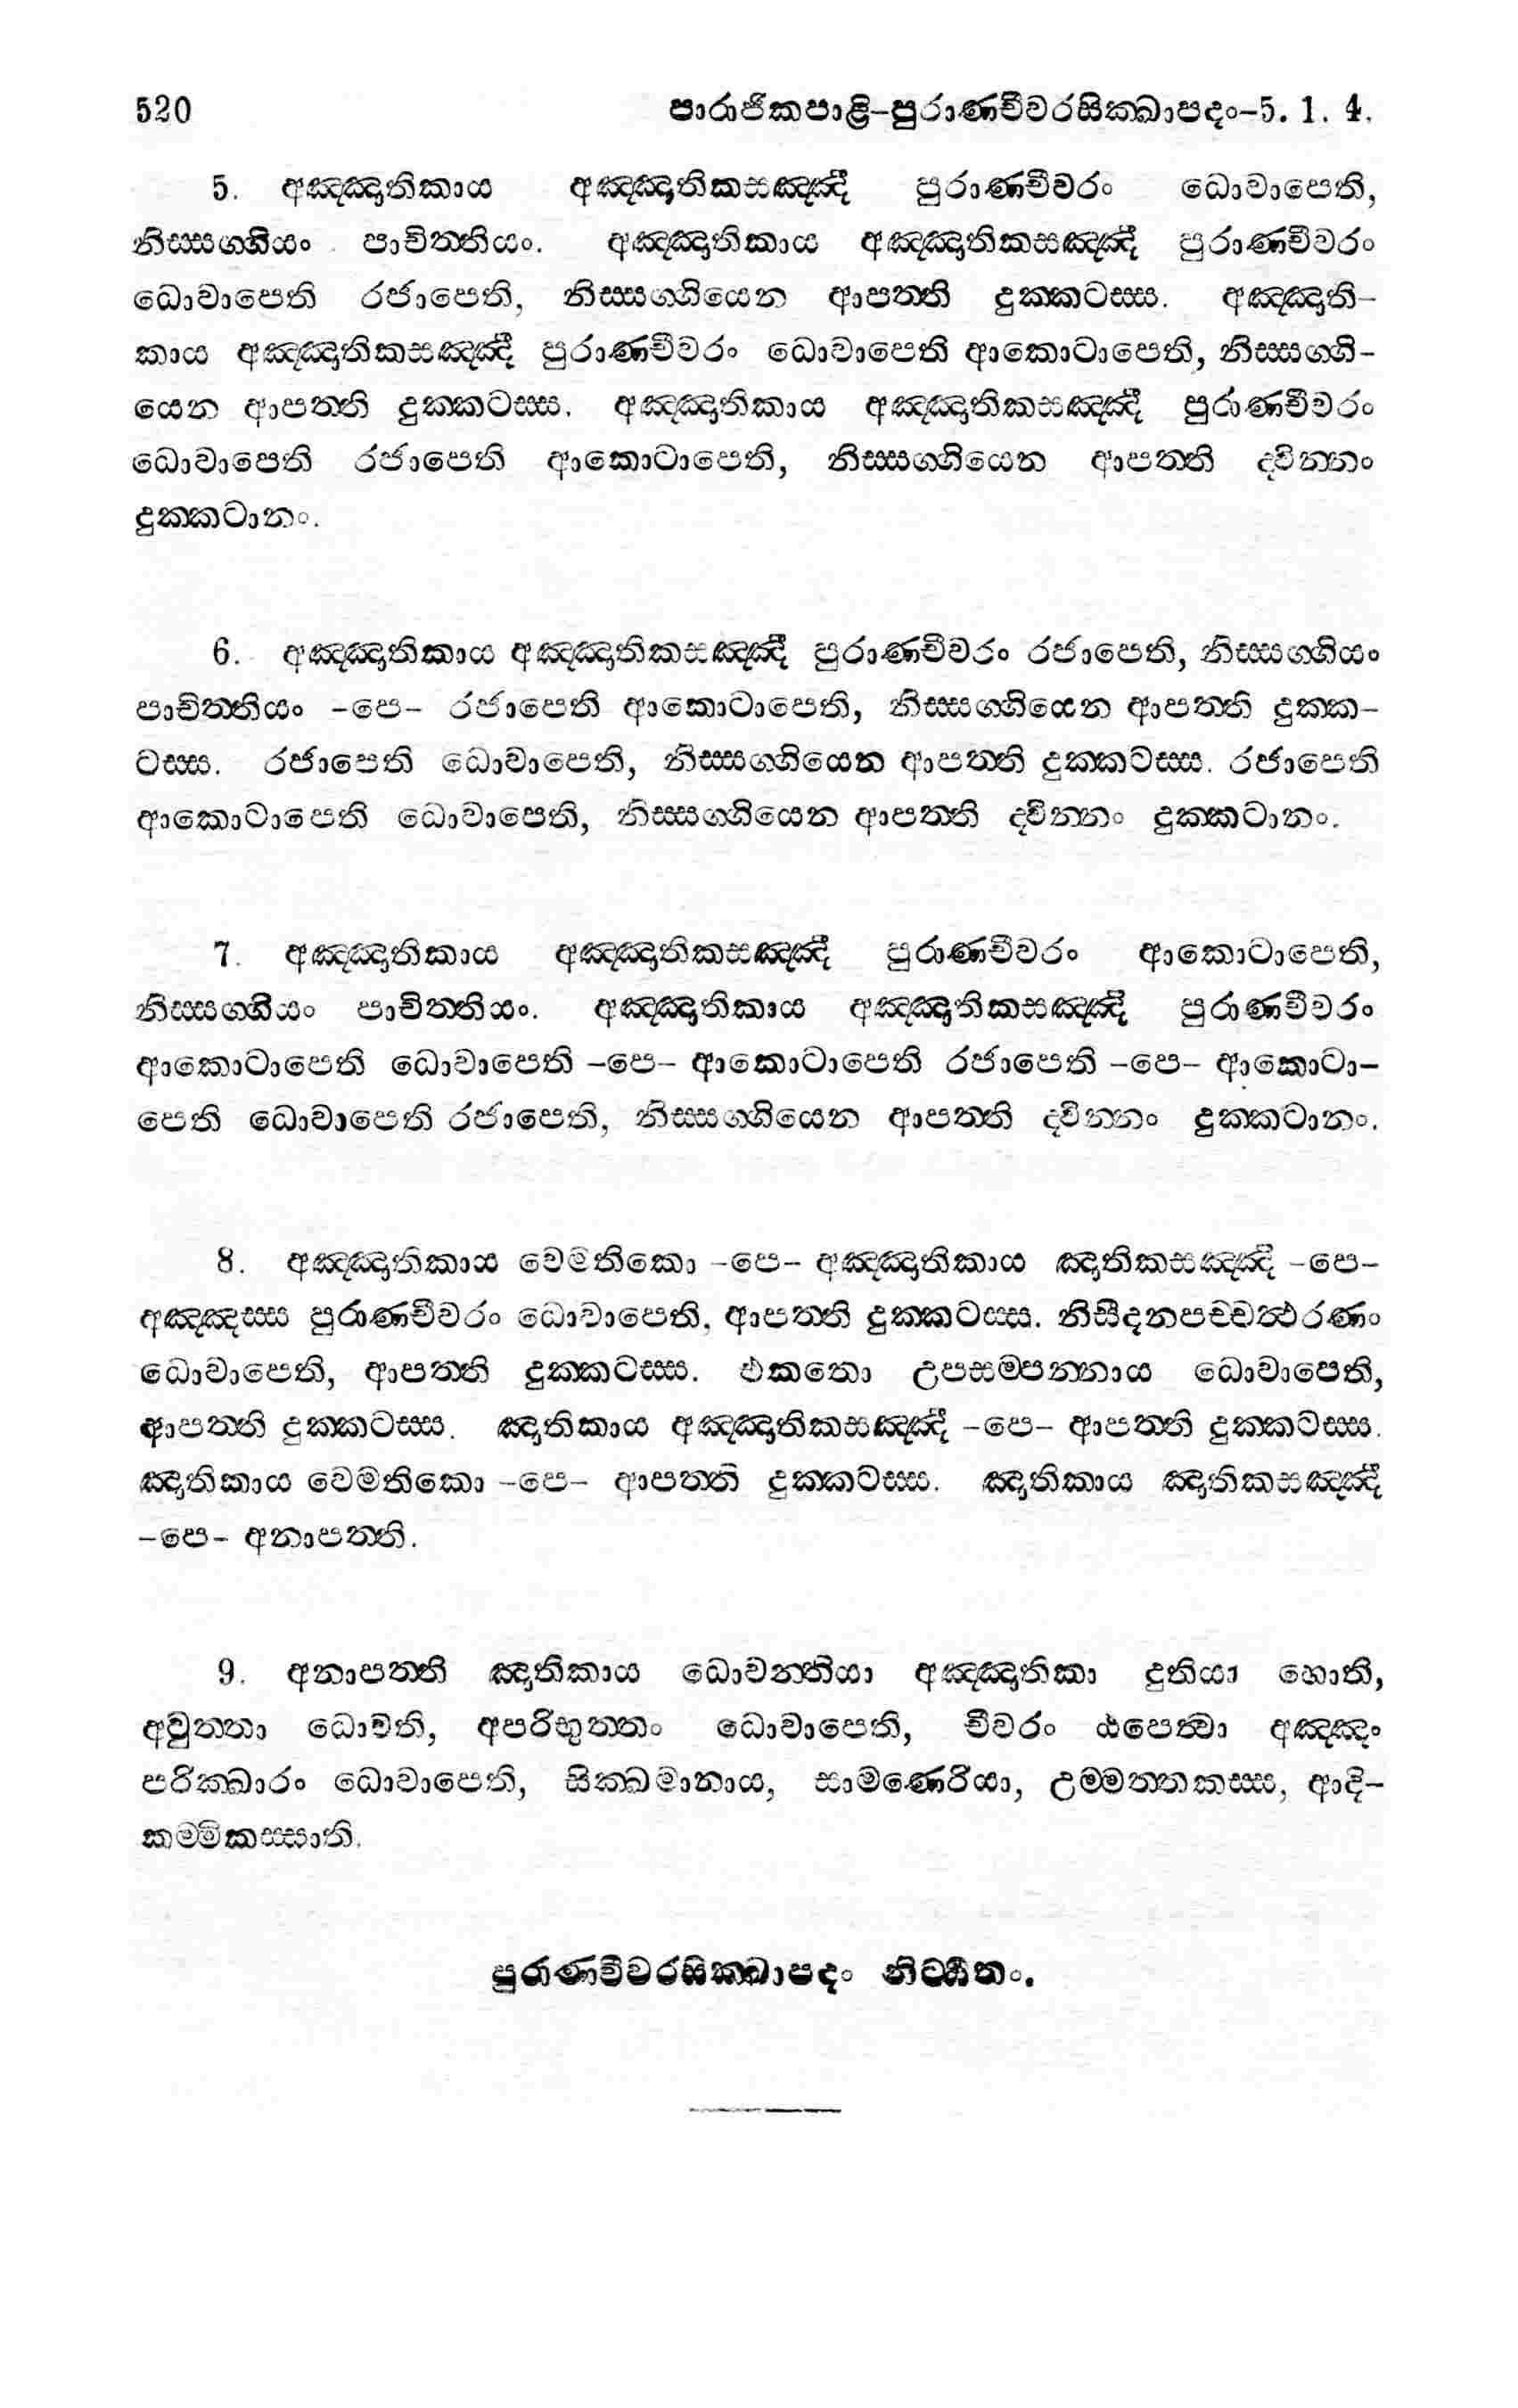 520 පාරාජිකපාළි-පුරාණචීවරසික්ඛාපදං-5. 1. 4.
5. අඤ්ඤාතිකාය අඤ්ඤාතිකසඤ්ඤී පුරාණචීවරං ධොවාපෙති,
නිස්සග්ගියං පාචිත්තියං. අඤ්ඤාතිකාය අඤ්ඤාතිකසඤ්ඤී පුරාණචීවරං
ධොවාපෙති රජාපෙති, නිස්සග්ගියෙන ආපත්ති දුක්කටස්ස. අඤ්ඤාති-
කාය අඤ්ඤාතිකසඤ්ඤී පුරාණචීවරං ධොවාපෙති ආකොටාපෙති, නිස්සග්ගි-
යෙන ආපත්ති දුක්කටස්ස. අඤ්ඤාතිකාය අඤ්ඤාතිකසඤ්ඤී පුරාණචීවරං
ධොවාපෙති රජාපෙති ආකොටාපෙති, නිස්සග්ගියෙන ආපත්ති ද්වින්නං
දුක්කටානං.
6. අඤ්ඤාතිකාය අඤ්ඤාතිකසඤ්ඤී පුරාණචීවරං රජාපෙති, නිස්සග්ගියං
පාචිත්තියං -පෙ- රජාපෙති ආකොටාපෙති, නිස්සග්ගියෙන ආපත්ති දුක්ක-
ටස්ස. රජාපෙති ධොවාපෙති, නිස්සග්ගියෙන ආපත්ති දුක්කටස්ස. රජාපෙති
ආකොටාපෙති ධොවාපෙති, නිස්සග්ගියෙන ආපත්ති ද්වින්නං දුක්කටානං.
7. අඤ්ඤාතිකාය අඤ්ඤාතිකසඤ්ඤී පුරාණචීවරං ආකොටාපෙති,
නිස්සග්ගියං පාචිත්තියං. අඤ්ඤාතිකාය අඤ්ඤාතිකසඤ්ඤී පුරාණචීවරං
ආකොටාපෙති ධොවාපෙති -පෙ- ආකොටාපෙති රජාපෙති -පෙ- ආකොටා-
පෙති ධොවාපෙති රජාපෙති, නිස්සග්ගියෙන ආපත්ති ද්වින්නං දුක්කටානං.
8. අඤ්ඤාතිකාය වෙමතිකො -පෙ- අඤ්ඤාතිකාය ඤාතිකසඤ්ඤී -පෙ-
අඤ්ඤස්ස පුරාණචීවරං ධොවාපෙති, ආපත්ති දුක්කටස්ස. නිසීදනපච්චත්ථරණං
ධොවාපෙති, ආපත්ති දුක්කටස්ස. එකතො උපසම්පන්නාය ධොවාපෙති,
ආපත්ති දුක්කටස්ස. ඤාතිකාය අඤ්ඤාතිකසඤ්ඤී -පෙ- ආපත්ති දුක්කටස්ස.
ඤාතිකාය වෙමතිකො -පෙ- ආපත්ති දුක්කටස්ස. ඤාතිකාය ඤාතිකසඤ්ඤී
-පෙ- අනාපත්ති.
9. අනාපත්ති ඤාතිකාය ධොවන්තියා අඤ්ඤාතිකා දුතියා හොති,
අවුත්තා ධොවති, අපරිභුත්තං ධොවාපෙති, චීවරං ඨපෙත්වා අඤ්ඤං
පරික්ඛාරං ධොවාපෙති, සික්ඛමානාය, සාමණෙරියා, උම්මත්තකස්ස, ආදි-
කම්මිකස්සාති.
පුරාණචීවරසික්ඛාපදං නිට්ඨිතං.